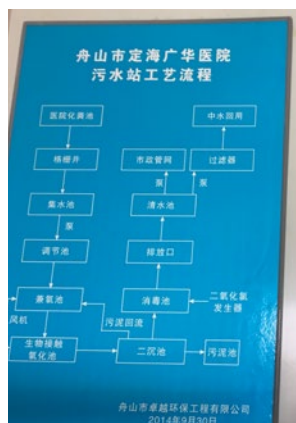 舟山市定海广华医院
污水站工艺流程
医院化粪池
中水回用
格栅井
市政管网
过滤器
泵
泵
集水池
清水池
泵
调节池
排放口
兼氧池
消毒池
二氧化氯
发生器
风机
污泥回流
生物接触
氧化池
二沉池
污泥池
舟山市卓越环保工程有限公司
2014年9月30日